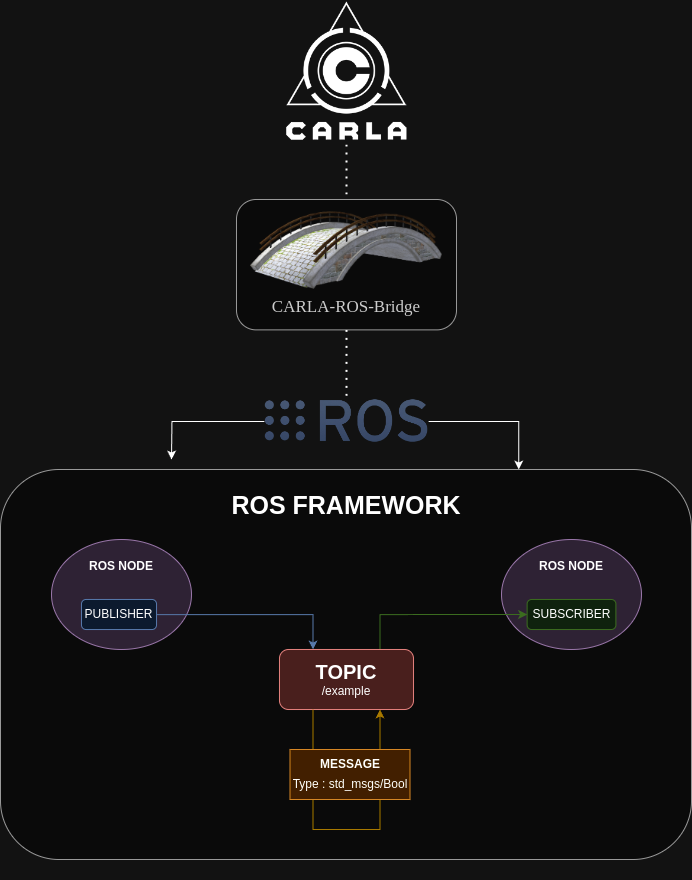 CARLA
CARLA-ROS-Bridge
ROS
ROS FRAMEWORK
ROS NODE
PUBLISHER
ROS NODE
SUBSCRIBER
TOPIC
/example
MESSAGE
Type : std_msgs/Bool